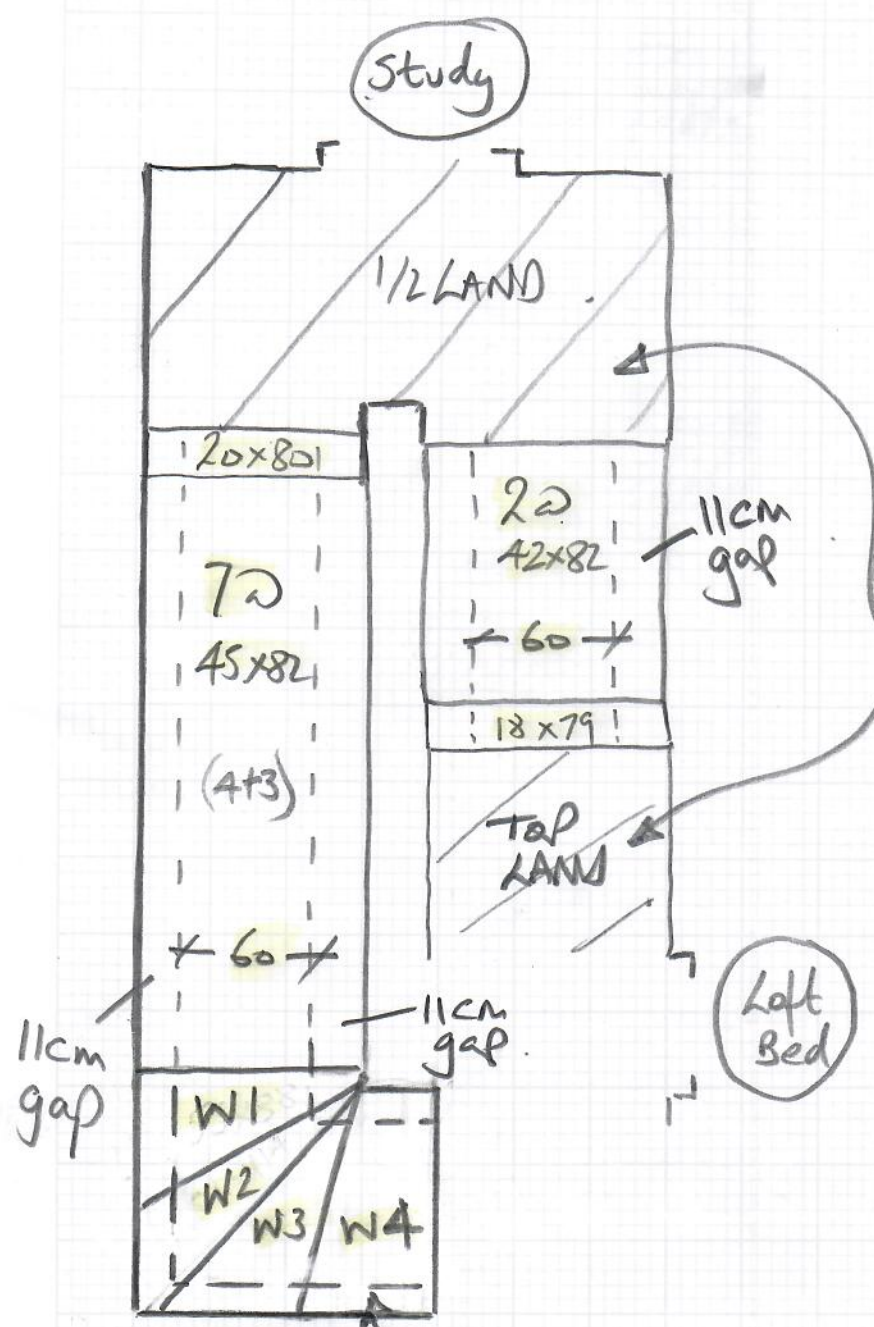 Study
1/2 LAND
20x80
7@
45x82
(4+3)
60
11cm
gap
11cm
gap
2@
42x82
60
11cm
gap
18x79
TOP
LAND
Loft
Bed
W1
W2
W3
W4